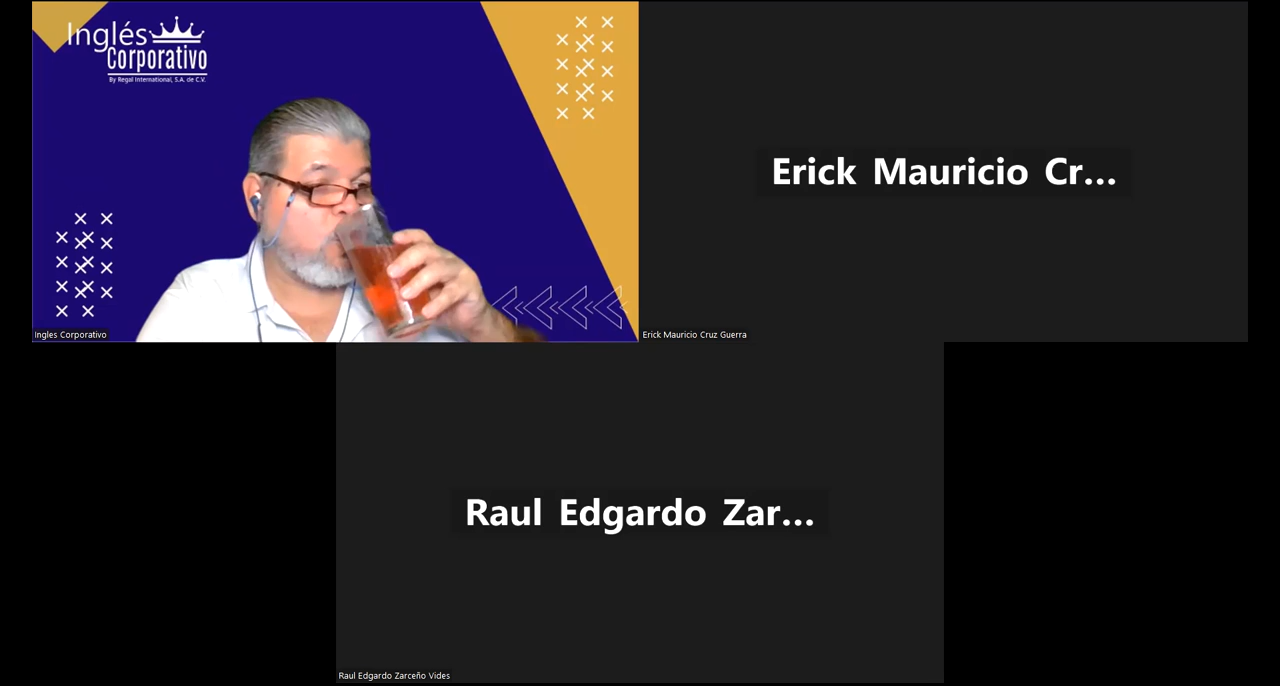 Inglés
Corporativo
By Regal International, S.A. de C.V.
Ingles Corporativo
Erick Mauricio Cr...
Erick Mauricio Cruz Guerra
Raul Edgardo Zar...
Raul Edgardo Zarceño Vides